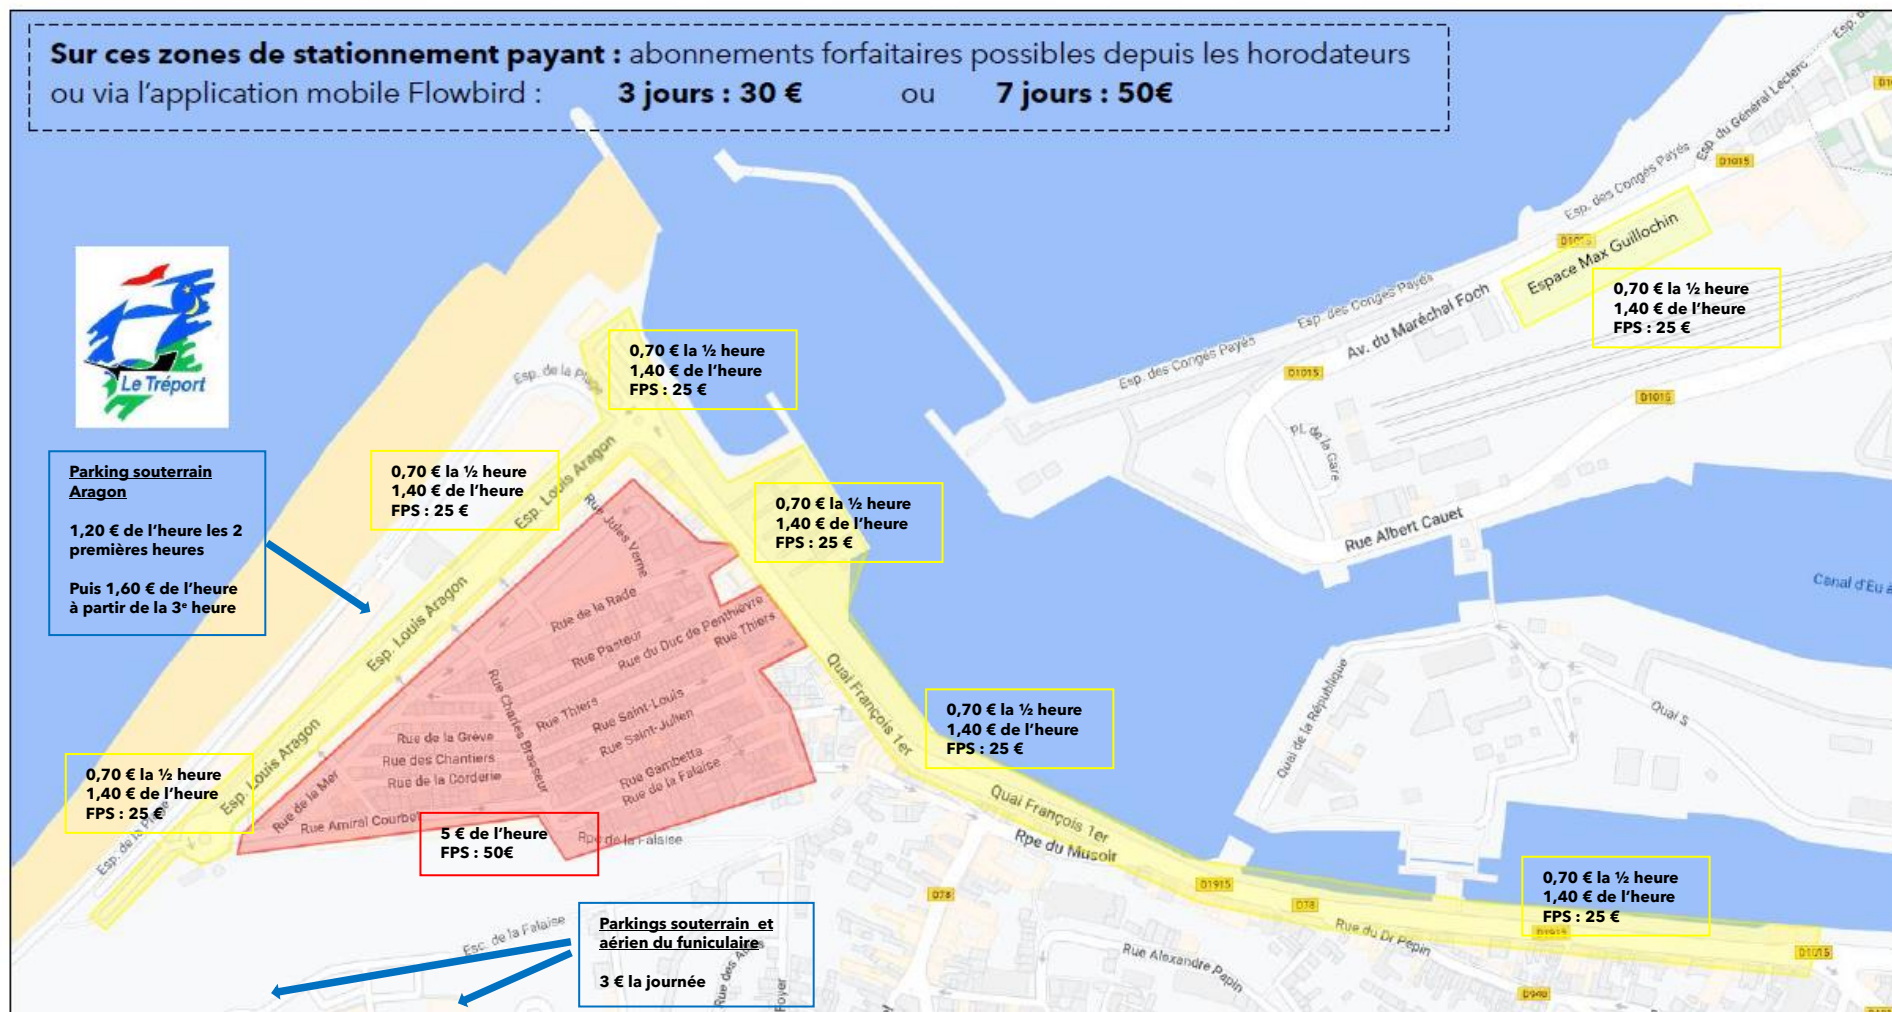 Sur ces zones de stationnement payant : abonnements forfaitaires possibles depuis les horodateurs
ou via l'application mobile Flowbird : 3 jours : 30 € ou 7 jours : 50€
Esp. du Général Leclerc
D1015
Esp. des Congés Payés
Espace Max Guillochin
D1015
0,70 € la ½ heure
1,40 € de l'heure
FPS : 25 €
Esp. des Congés Payés
Av. du Maréchal Foch
Esp. des Congés Payés
D1015
D1015
Pl. de la Gare
Rue Albert Cauet
Canal d'Eu à
Le Tréport
Esp. de la Plage
0,70 € la ½ heure
1,40 € de l'heure
FPS : 25 €
Parking souterrain
Aragon
1,20 € de l'heure les 2
premières heures
Puis 1,60 € de l'heure
à partir de la 3e heure
0,70 € la ½ heure
1,40 € de l'heure
FPS : 25 €
Esp. Louis Aragon
0,70 € la ½ heure
1,40 € de l'heure
FPS : 25 €
Rue Jules Verne
Rue de la Rade
Rue Pasteur
Rue du Duc de Penthièvre
Rue Thiers
Esp. Louis Aragon
Rue Charles Brasseur
Rue Thiers
Rue Saint-Louis
Rue Saint-Julien
Rue de la Grève
Rue des Chantiers
Rue de la Corderie
Rue Gambetta
Rue de la Falaise
Quai François 1er
0,70 € la ½ heure
1,40 € de l'heure
FPS : 25 €
Quai de la République
Quai S
Esp. Louis Aragon
0,70 € la ½ heure
1,40 € de l'heure
FPS : 25 €
Esp. de la Plage
Rue de la Mer
Rue Amiral Courbet
5 € de l'heure
FPS : 50€
Rpe de la Falaise
Quai François 1er
Rpe du Musoir
D1915
D78
D78
0,70 € la ½ heure
1,40 € de l'heure
FPS : 25 €
Rue du Dr Pépin
D1915
D1015
Esc. de la Falaise
Parkings souterrain et
aérien du funiculaire
3 € la journée
Rue Alexandre Papin
D940